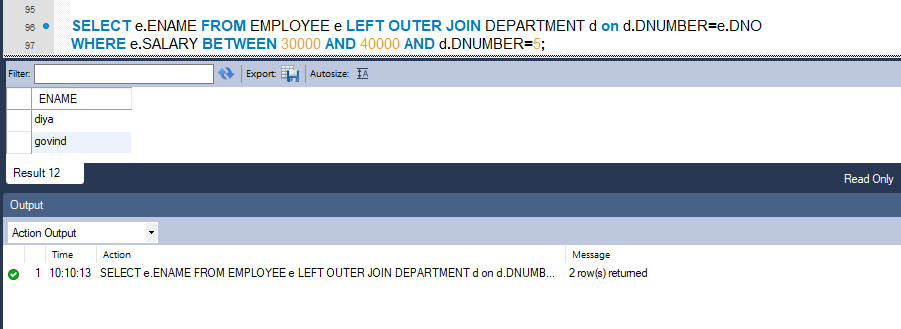 95
96 SELECT e.ENAME FROM EMPLOYEE e LEFT OUTER JOIN DEPARTMENT d on d.DNUMBER=e.DNO
97 WHERE e.SALARY BETWEEN 30000 AND 40000 AND d.DNUMBER=5;
Filter: Export: Autosize:
ENAME
diya
govind
Result 12
Read Only
Output
Action Output
Time Action Message
1 10:10:13 SELECT e.ENAME FROM EMPLOYEE e LEFT OUTER JOIN DEPARTMENT d on d.DNUMB... 2 row(s) returned